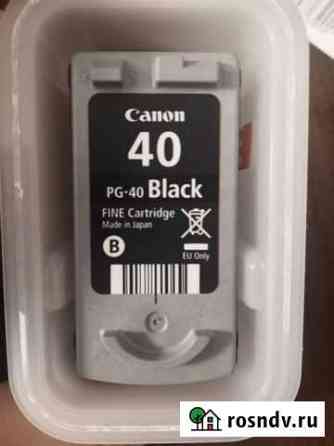 Canon
40
PG-40 Black
FINE Cartridge
Made in Japan
B
EU Only
rosndv.ru